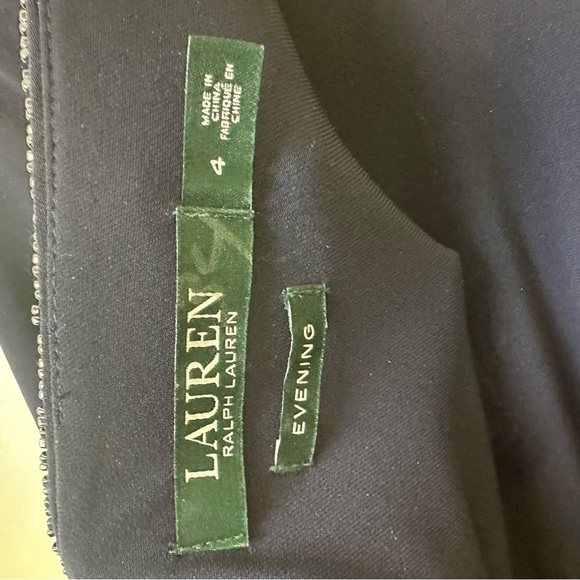 LAUREN
RALPH LAUREN
4
MADE IN
CHINA
FABRIQUÉ EN
CHINE
EVENING